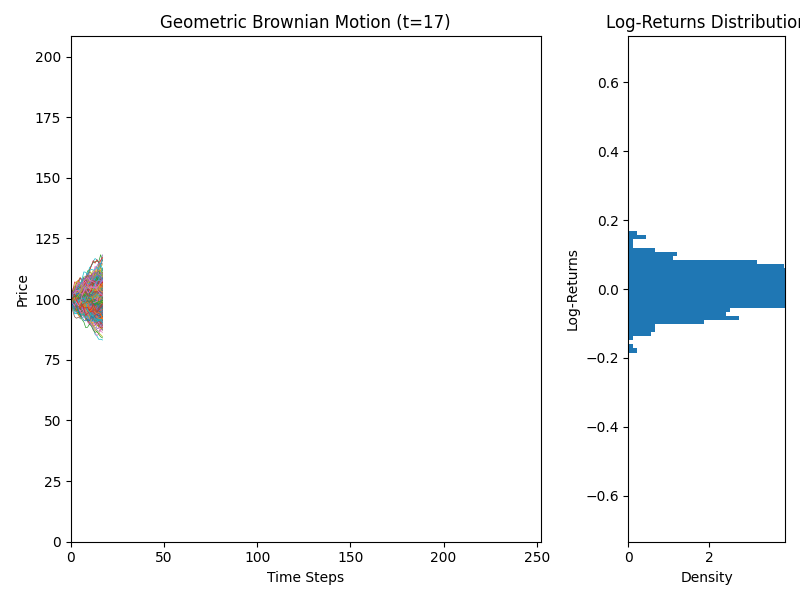 Geometric Brownian Motion (t=17)
Log-Returns Distribution
200
175
150
125
100
75
50
25
0
Price
0 50 100 150 200 250
Time Steps
0.6
0.4
0.2
0.0
−0.2
−0.4
−0.6
Log-Returns
0 2
Density